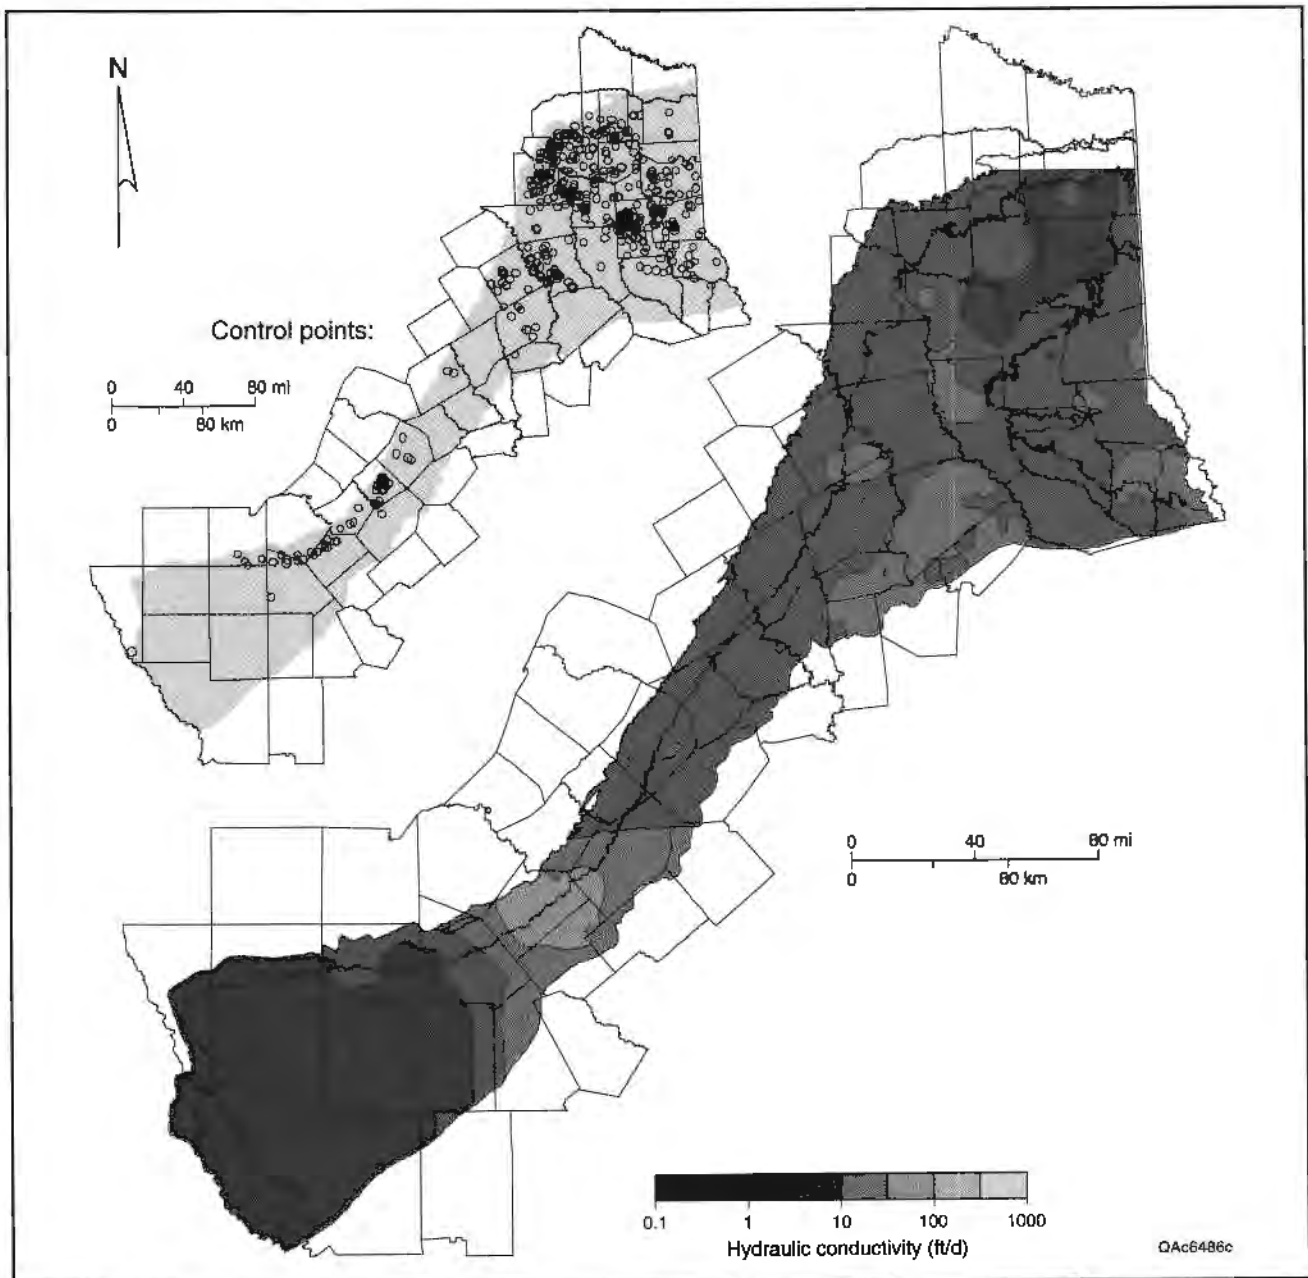 N
Control points:
0 40 80 mi
0 80 km
0 40 80 mi
0 60 km
0.1 1 10 100 1000
Hydraulic conductivity (ft/d)
QAc6486c